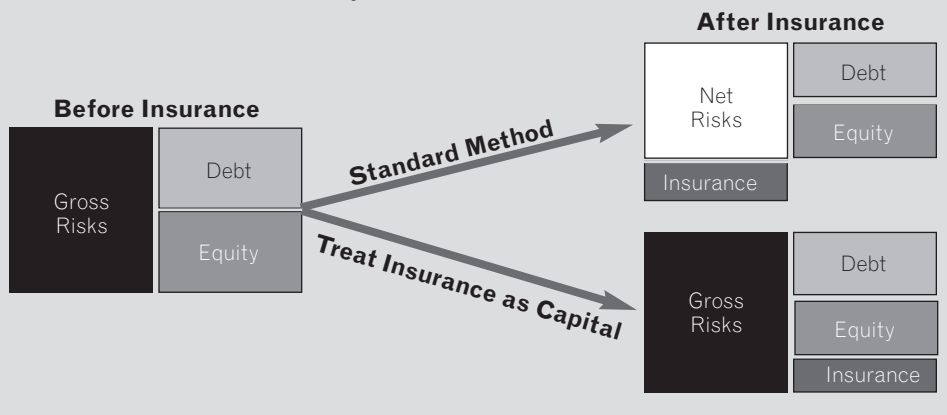 Before Insurance
Gross
Risks
Debt
Equity
Standard Method
Treat Insurance as Capital
After Insurance
Net
Risks
Debt
Equity
Insurance
Gross
Risks
Debt
Equity
Insurance